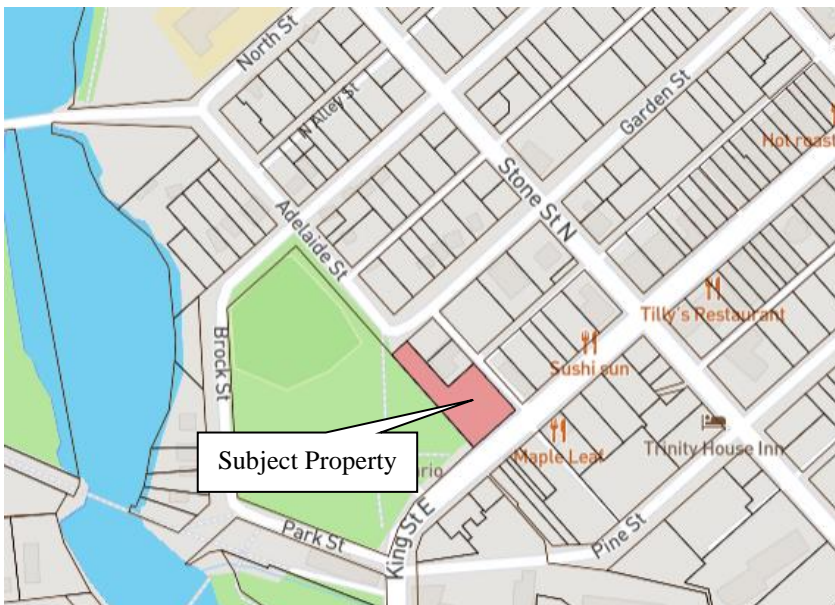 North St
N Alley St
Garden St
Hot roast
Stone St N
Adelaide St
Tilly's Restaurant
Brock St
Sushi sun
Trinity House Inn
Maple Leaf
Subject Property
ario
King St E
Pine St
Park St